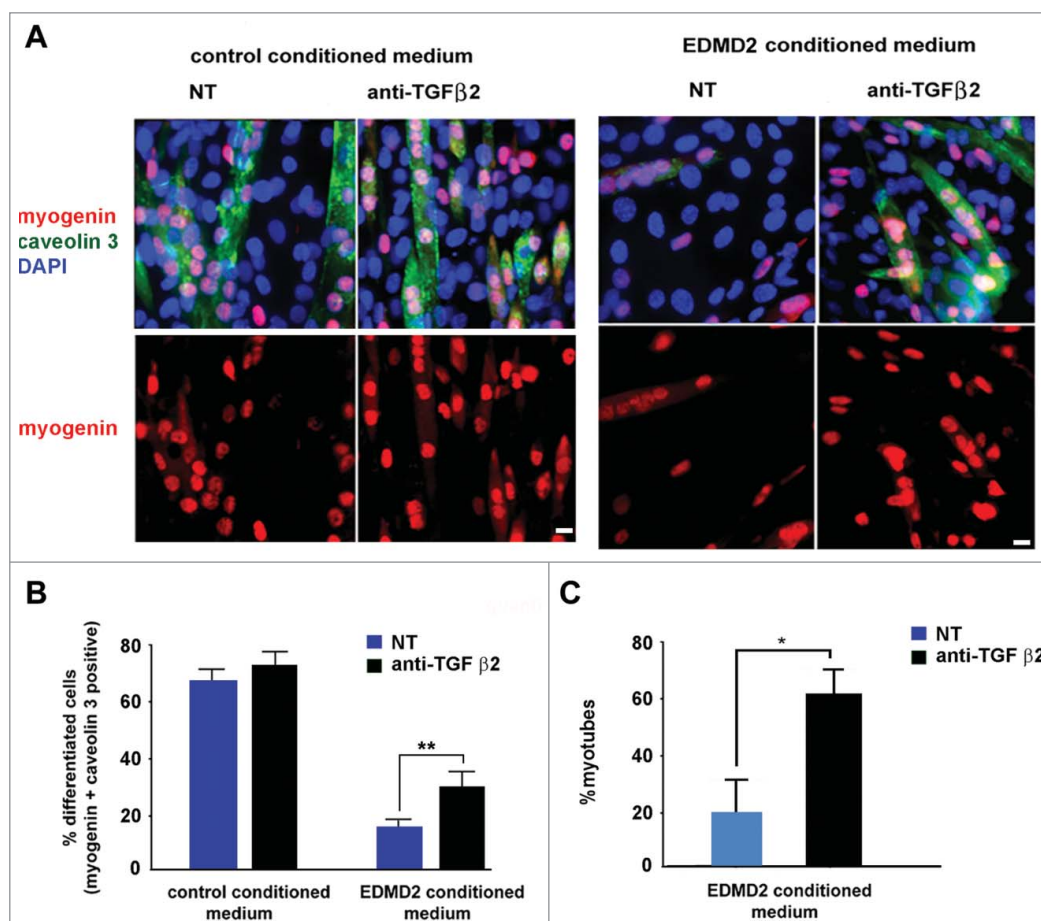 A
control conditioned medium
NT
anti-TGFβ2
EDMD2 conditioned medium
NT
anti-TGFβ2
myogenin
caveolin 3
DAPI
myogenin
B
% differentiated cells
(myogenin + caveolin 3 positive)
80
60
40
20
0
NT
anti-TGF β2
**
control conditioned
medium
EDMD2 conditioned
medium
C
%myotubes
80
60
40
20
0
*
NT
anti-TGF β2
EDMD2 conditioned
medium